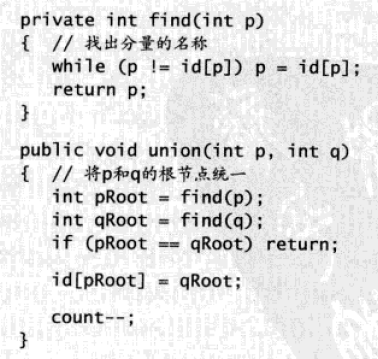 private int find(int p)
{ // 找出分量的名称
while (p != id[p]) p = id[p];
return p;
}
public void union(int p, int q)
{ // 将p和q的根节点统一
int pRoot = find(p);
int qRoot = find(q);
if (pRoot == qRoot) return;
id[pRoot] = qRoot;
count--;
}